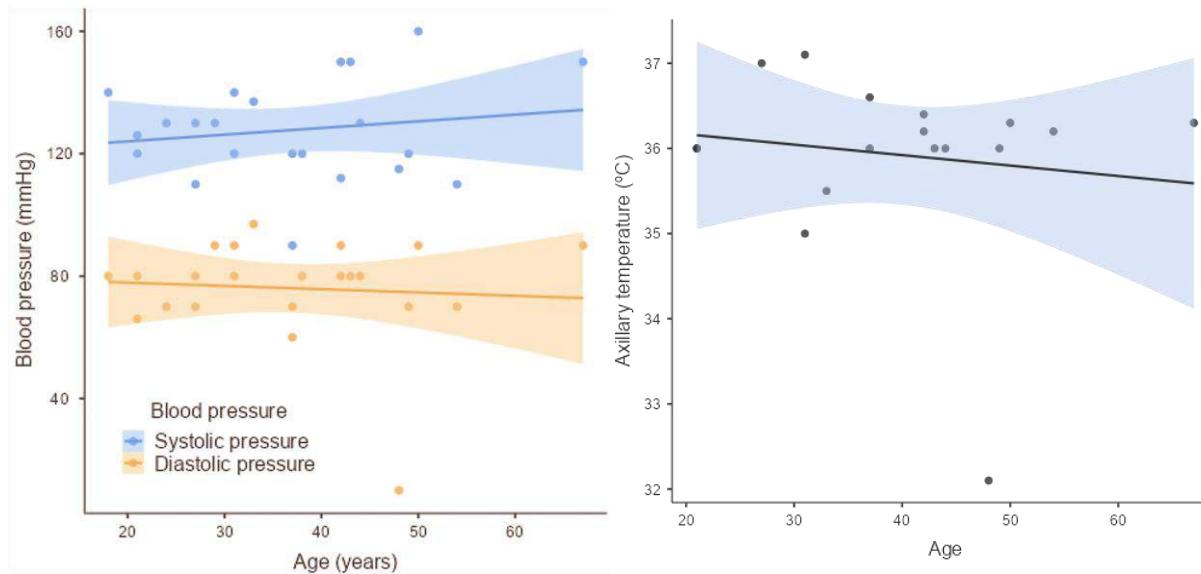 160
120
80
40
Blood pressure (mmHg)
Blood pressure
Systolic pressure
Diastolic pressure
20
30
40
50
60
Age (years)
37
36
35
34
33
32
Axillary temperature (ºC)
20
30
40
50
60
Age